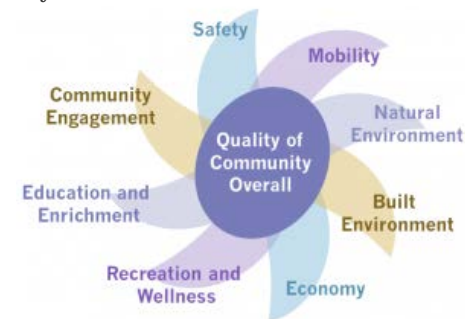 Safety
Mobility
Natural
Environment
Built
Environment
Economy
Recreation and
Wellness
Education and
Enrichment
Community
Engagement
Quality of
Community
Overall